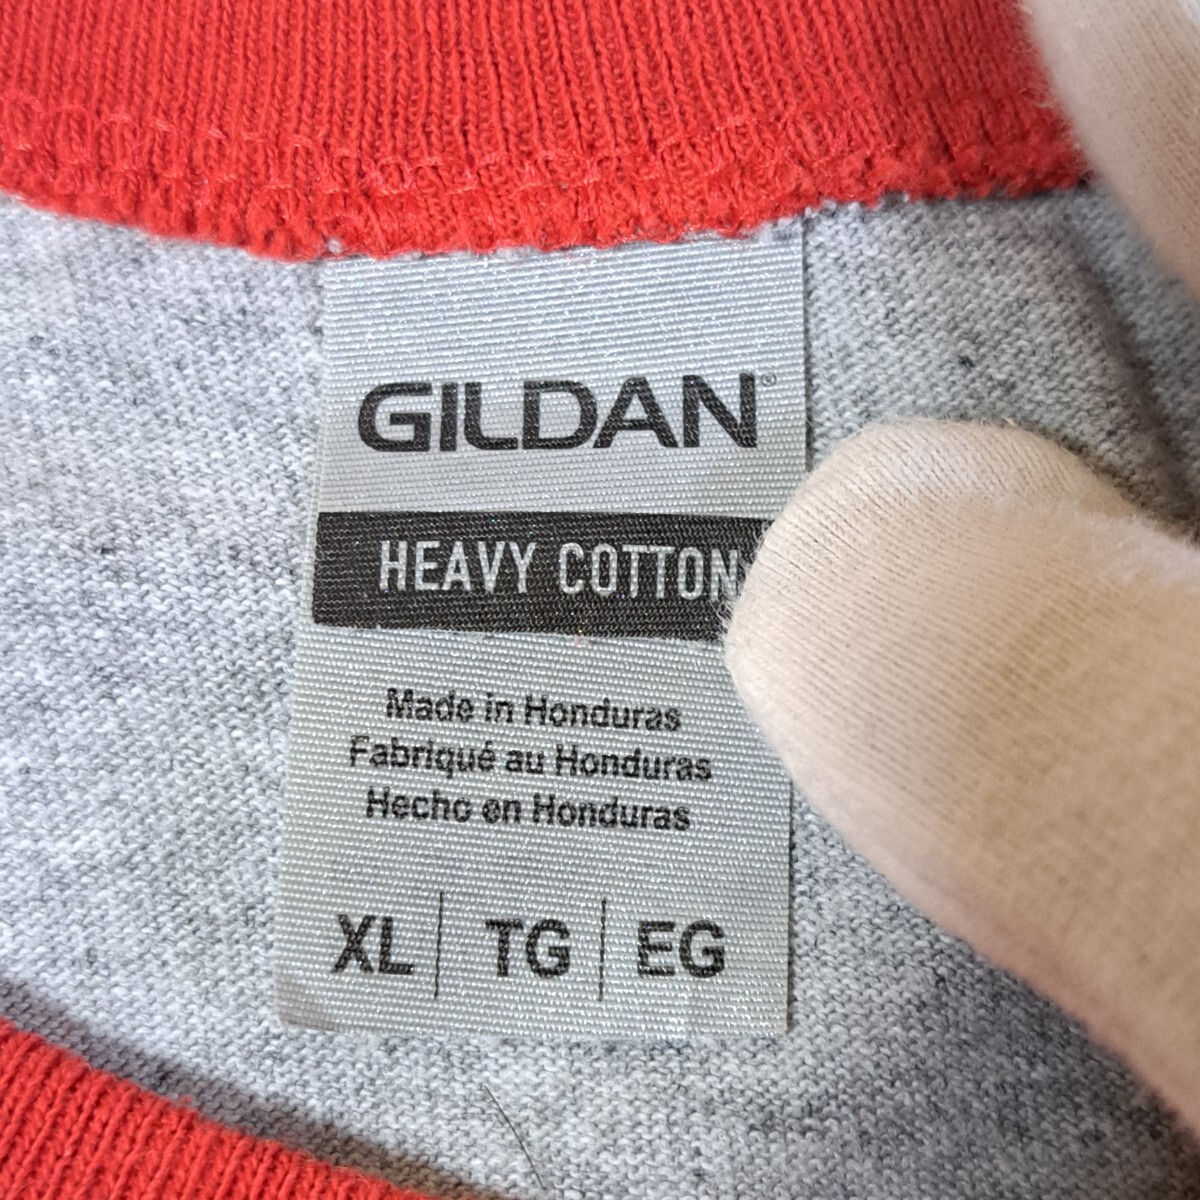 GILDAN®
HEAVY COTTON
Made in Honduras
Fabriqué au Honduras
Hecho en Honduras
XL | TG | EG